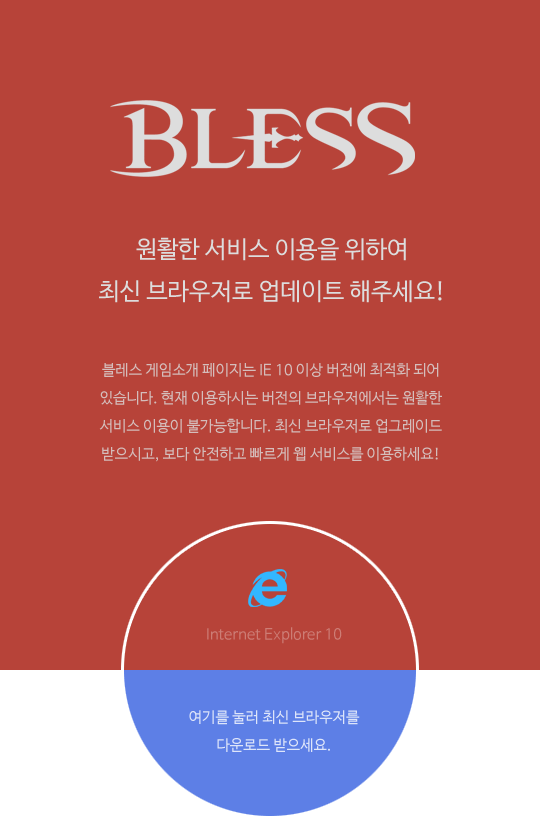 BLESS
원활한 서비스 이용을 위하여
최신 브라우저로 업데이트 해주세요!
블레스 게임소개 페이지는 IE 10 이상 버전에 최적화 되어
있습니다. 현재 이용하시는 버전의 브라우저에서는 원활한
서비스 이용이 불가능합니다. 최신 브라우저로 업그레이드
받으시고, 보다 안전하고 빠르게 웹 서비스를 이용하세요!
Internet Explorer 10
여기를 눌러 최신 브라우저를
다운로드 받으세요.